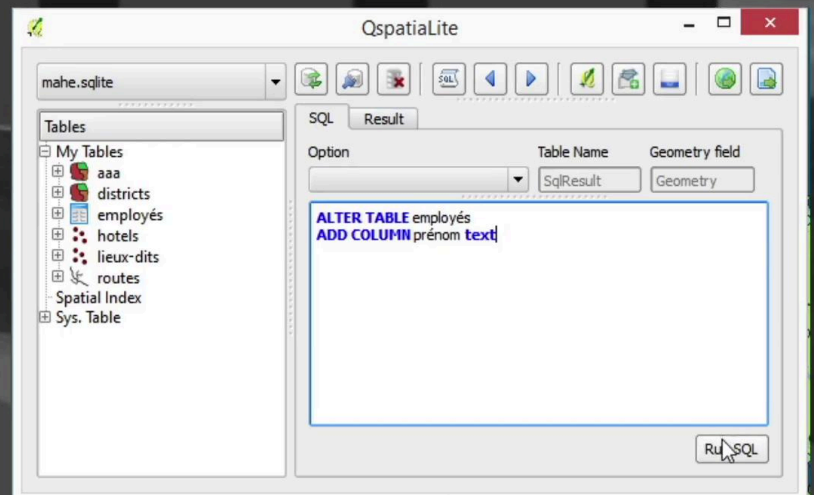 QspatiaLite
mahe.sqlite
SQL
Tables
SQL Result
My Tables
Option Table Name Geometry field
aaa
SqlResult Geometry
districts
employés
hotels
lieux-dits
routes
Spatial Index
Sys. Table
ALTER TABLE employés
ADD COLUMN prénom text
Run SQL